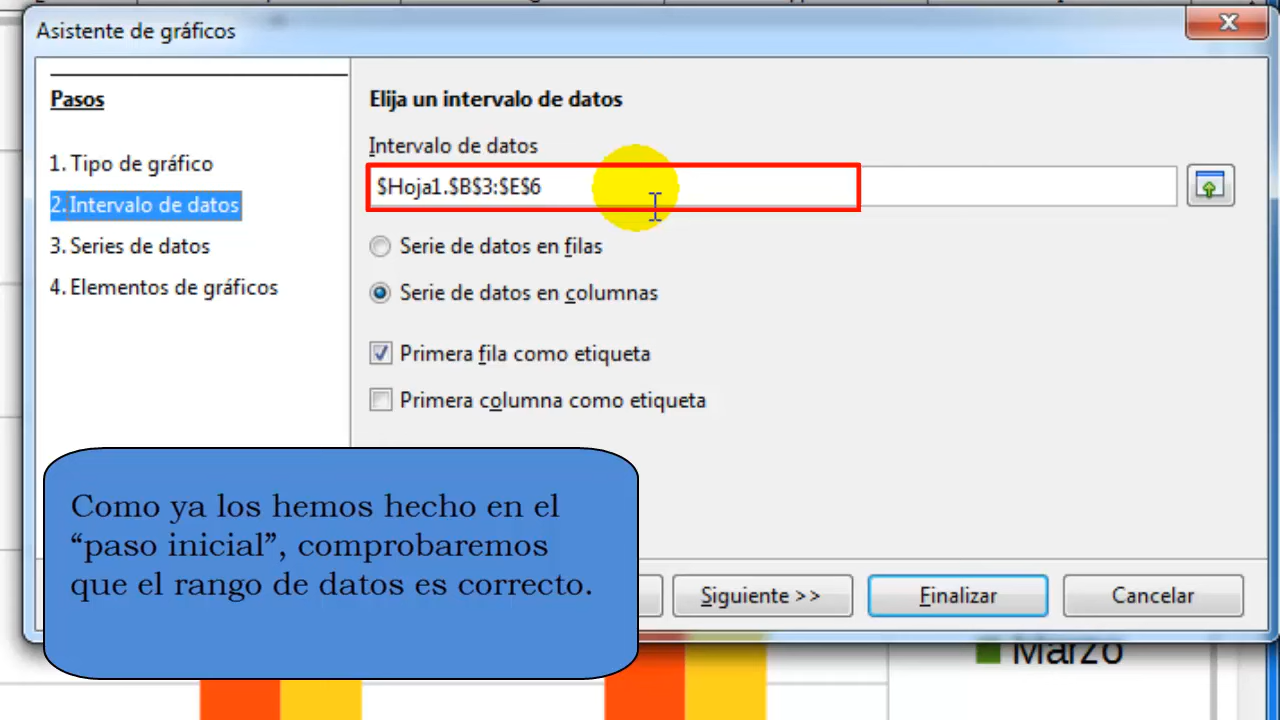 Asistente de gráficos
Pasos
1. Tipo de gráfico
2. Intervalo de datos
3. Series de datos
4. Elementos de gráficos
Elija un intervalo de datos
Intervalo de datos
$Hoja1.$B$3:$E$6
Serie de datos en filas
Serie de datos en columnas
Primera fila como etiqueta
Primera columna como etiqueta
Como ya los hemos hecho en el
“paso inicial”, comprobaremos
que el rango de datos es correcto.
Siguiente >>
Finalizar
Cancelar
Marzo